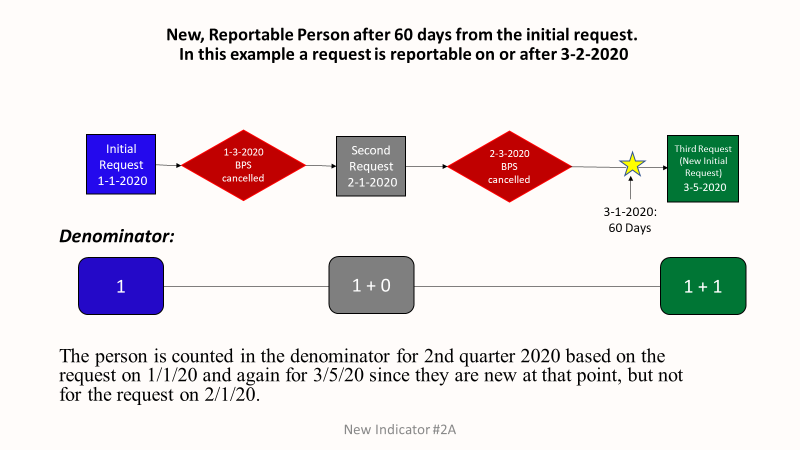 New, Reportable Person after 60 days from the initial request.
In this example a request is reportable on or after 3-2-2020
Initial
Request
1-1-2020
1-3-2020
BPS
cancelled
Second
Request
2-1-2020
2-3-2020
BPS
cancelled
Third Request
(New Initial
Request)
3-5-2020
3-1-2020:
60 Days
Denominator:
1
1 + 0
1 + 1
The person is counted in the denominator for 2nd quarter 2020 based on the
request on 1/1/20 and again for 3/5/20 since they are new at that point, but not
for the request on 2/1/20.
New Indicator #2A